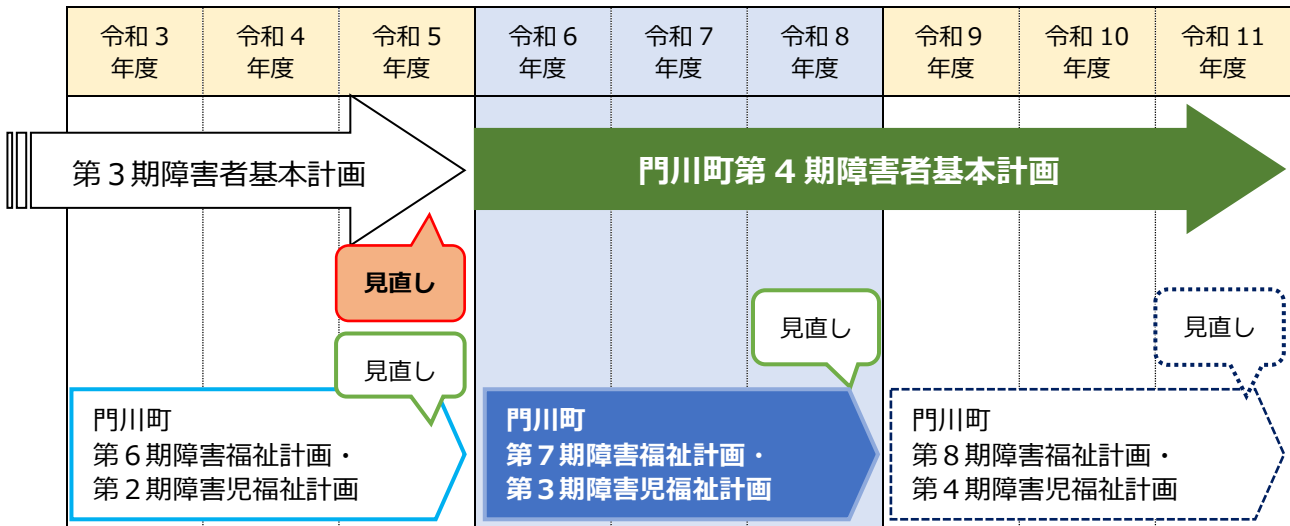 令和3
年度
令和4
年度
令和5
年度
令和6
年度
令和7
年度
令和8
年度
令和9
年度
令和10
年度
令和11
年度
第3期障害者基本計画
門川町第4期障害者基本計画
見直し
見直し
見直し
見直し
門川町
第6期障害福祉計画・
第2期障害児福祉計画
門川町
第7期障害福祉計画・
第3期障害児福祉計画
門川町
第8期障害福祉計画・
第4期障害児福祉計画